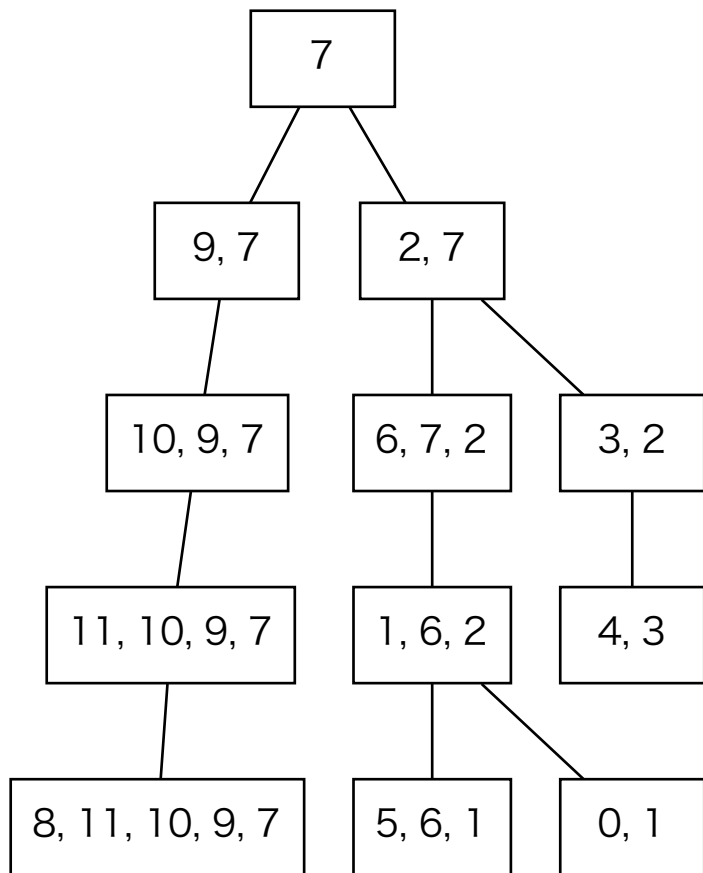 7
9, 7
2, 7
10, 9, 7
6, 7, 2
3, 2
11, 10, 9, 7
1, 6, 2
4, 3
8, 11, 10, 9, 7
5, 6, 1
0, 1